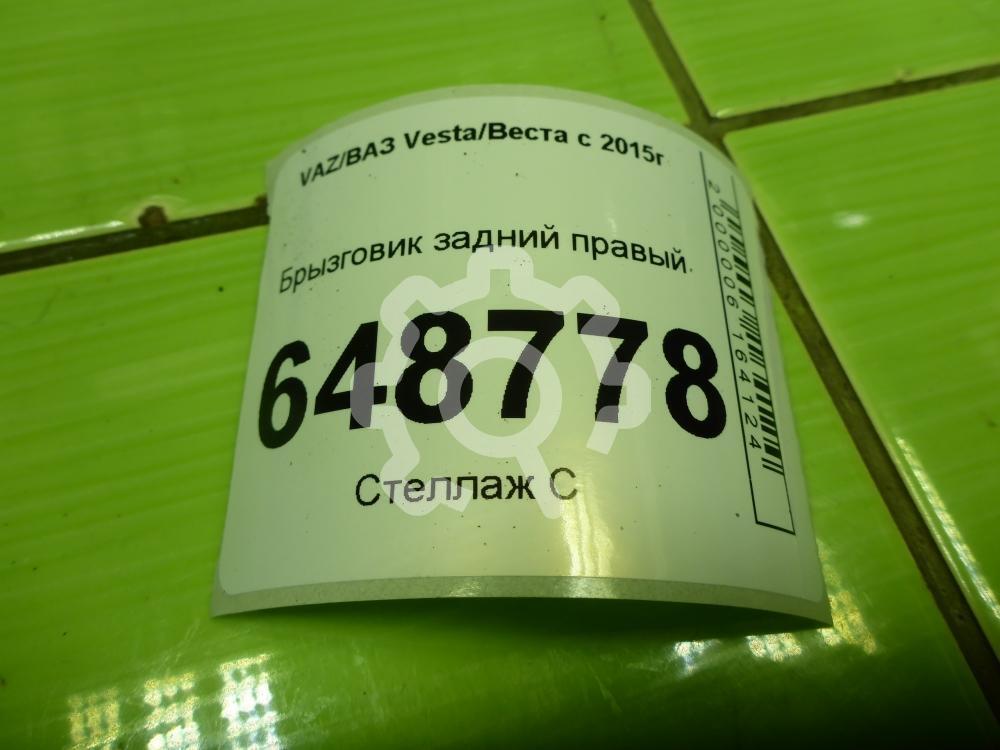 VAZ/ВАЗ Vesta/Веста с 2015г
Брызговик задний правый
648778
Стеллаж С
2000006164124